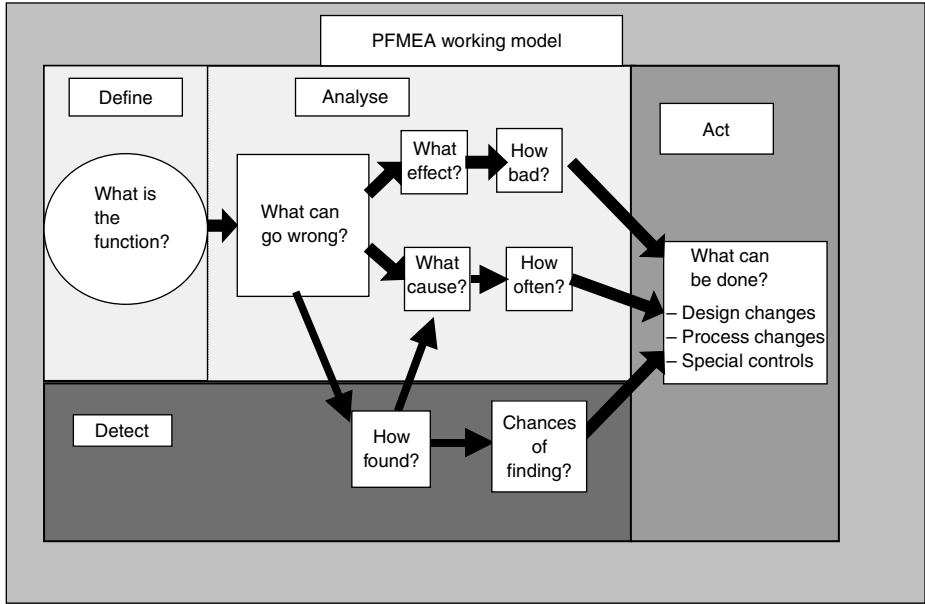 PFMEA working model
Define
Analyse
Act
What is
the
function?
What can
go wrong?
What
effect?
How
bad?
What
cause?
How
often?
What can
be done?
– Design changes
– Process changes
– Special controls
Detect
How
found?
Chances
of
finding?